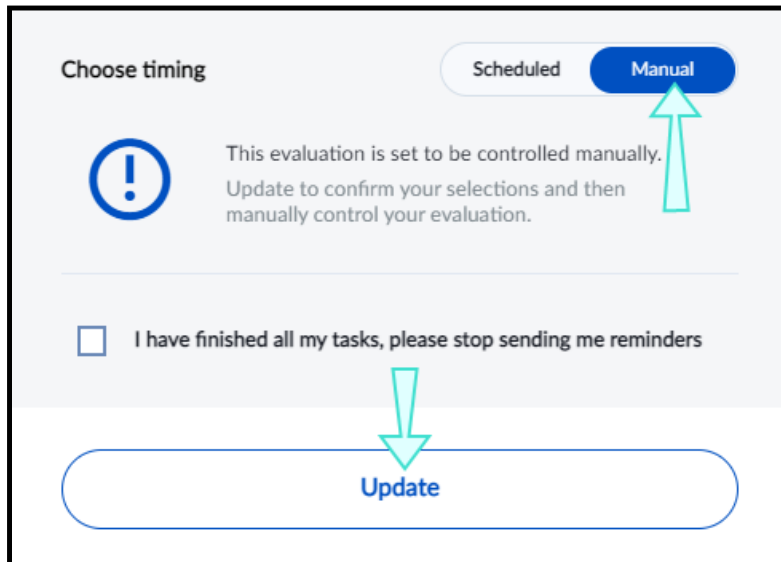 Choose timing
Scheduled
Manual
This evaluation is set to be controlled manually.
Update to confirm your selections and then
manually control your evaluation.
I have finished all my tasks, please stop sending me reminders
Update